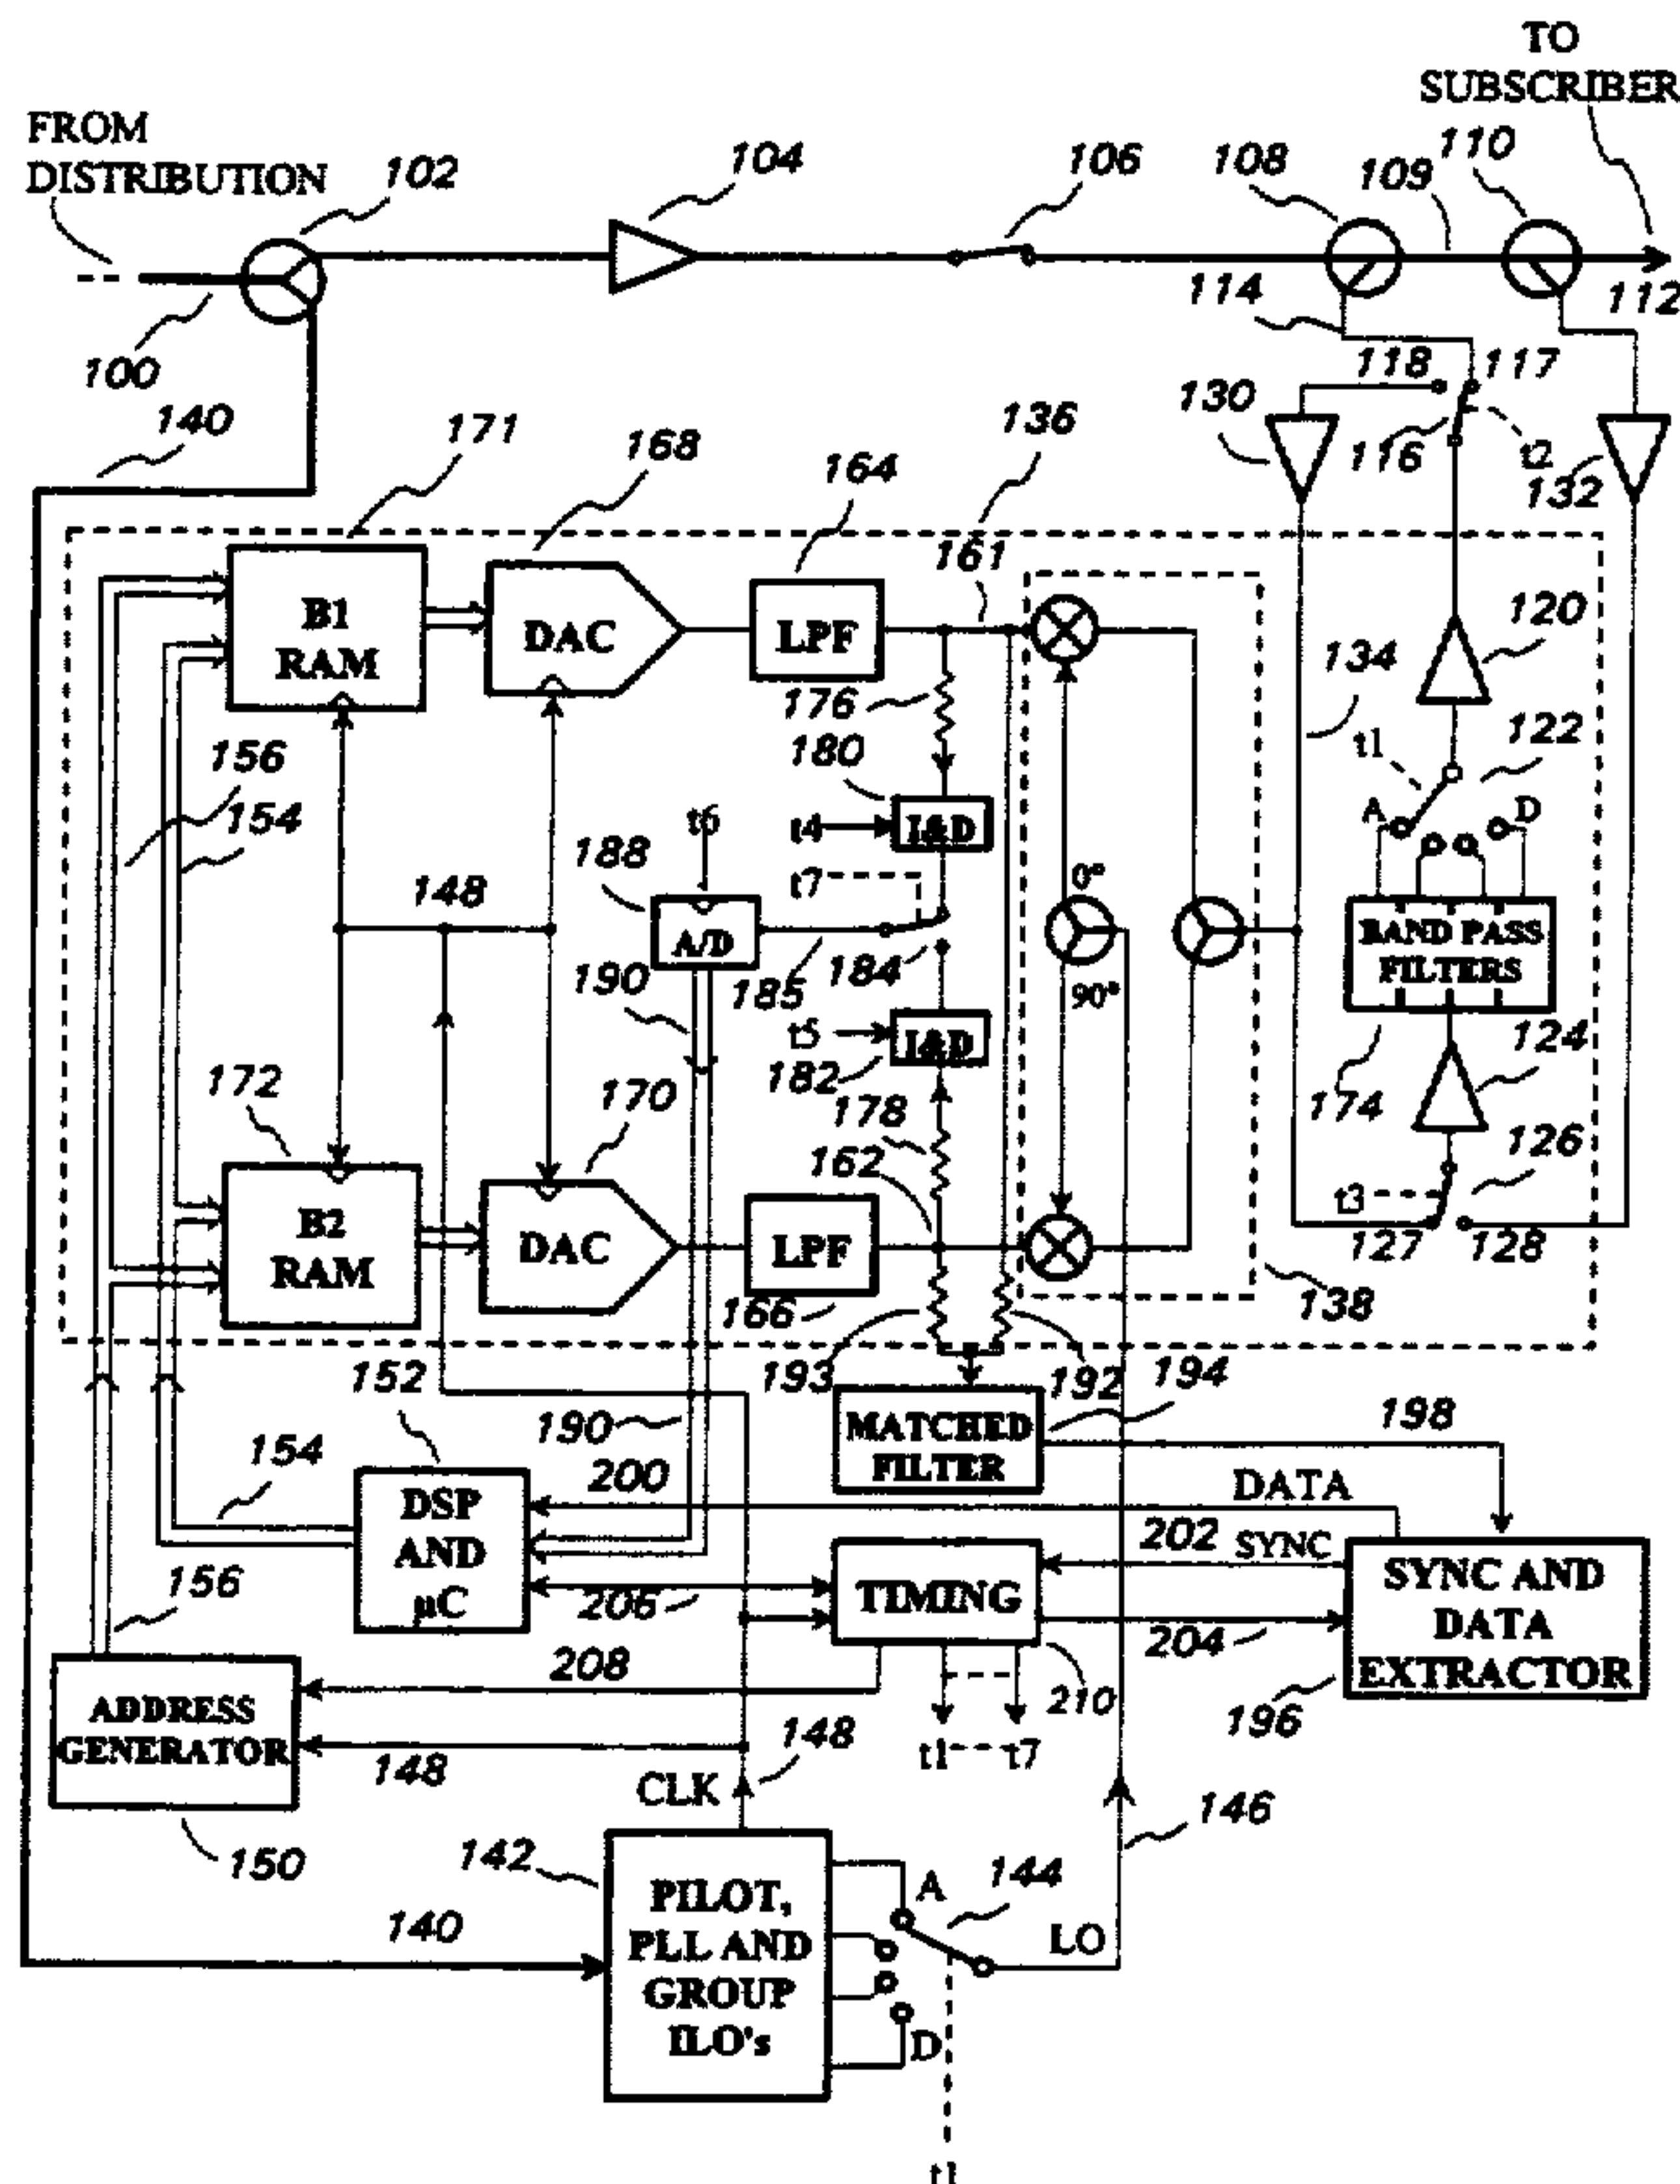 TO
SUBSCRIBER
FROM
DISTRIBUTION
102
104
106
108
109
110
112
100
114
118
117
130
116
t2
132
140
171
168
164
136
161
B1
RAM
DAC
LPF
120
134
176
180
t1
122
156
154
A
D
t4
I&D
t6
188
t7
148
A/D
0°
BAND PASS
FILTERS
184
190
185
90°
t5
I&D
182
124
174
172
170
178
162
126
t3
B2
RAM
DAC
LPF
127
128
166
138
193
192
152
194
190
MATCHED
FILTER
198
154
200
DATA
DSP
AND
µC
202
SYNC
156
206
TIMING
204
SYNC AND
DATA
EXTRACTOR
208
210
196
ADDRESS
GENERATOR
148
148
t1
t7
CLK
146
150
142
144
A
PILOT,
PLL AND
GROUP
ILO's
140
LO
D
t1